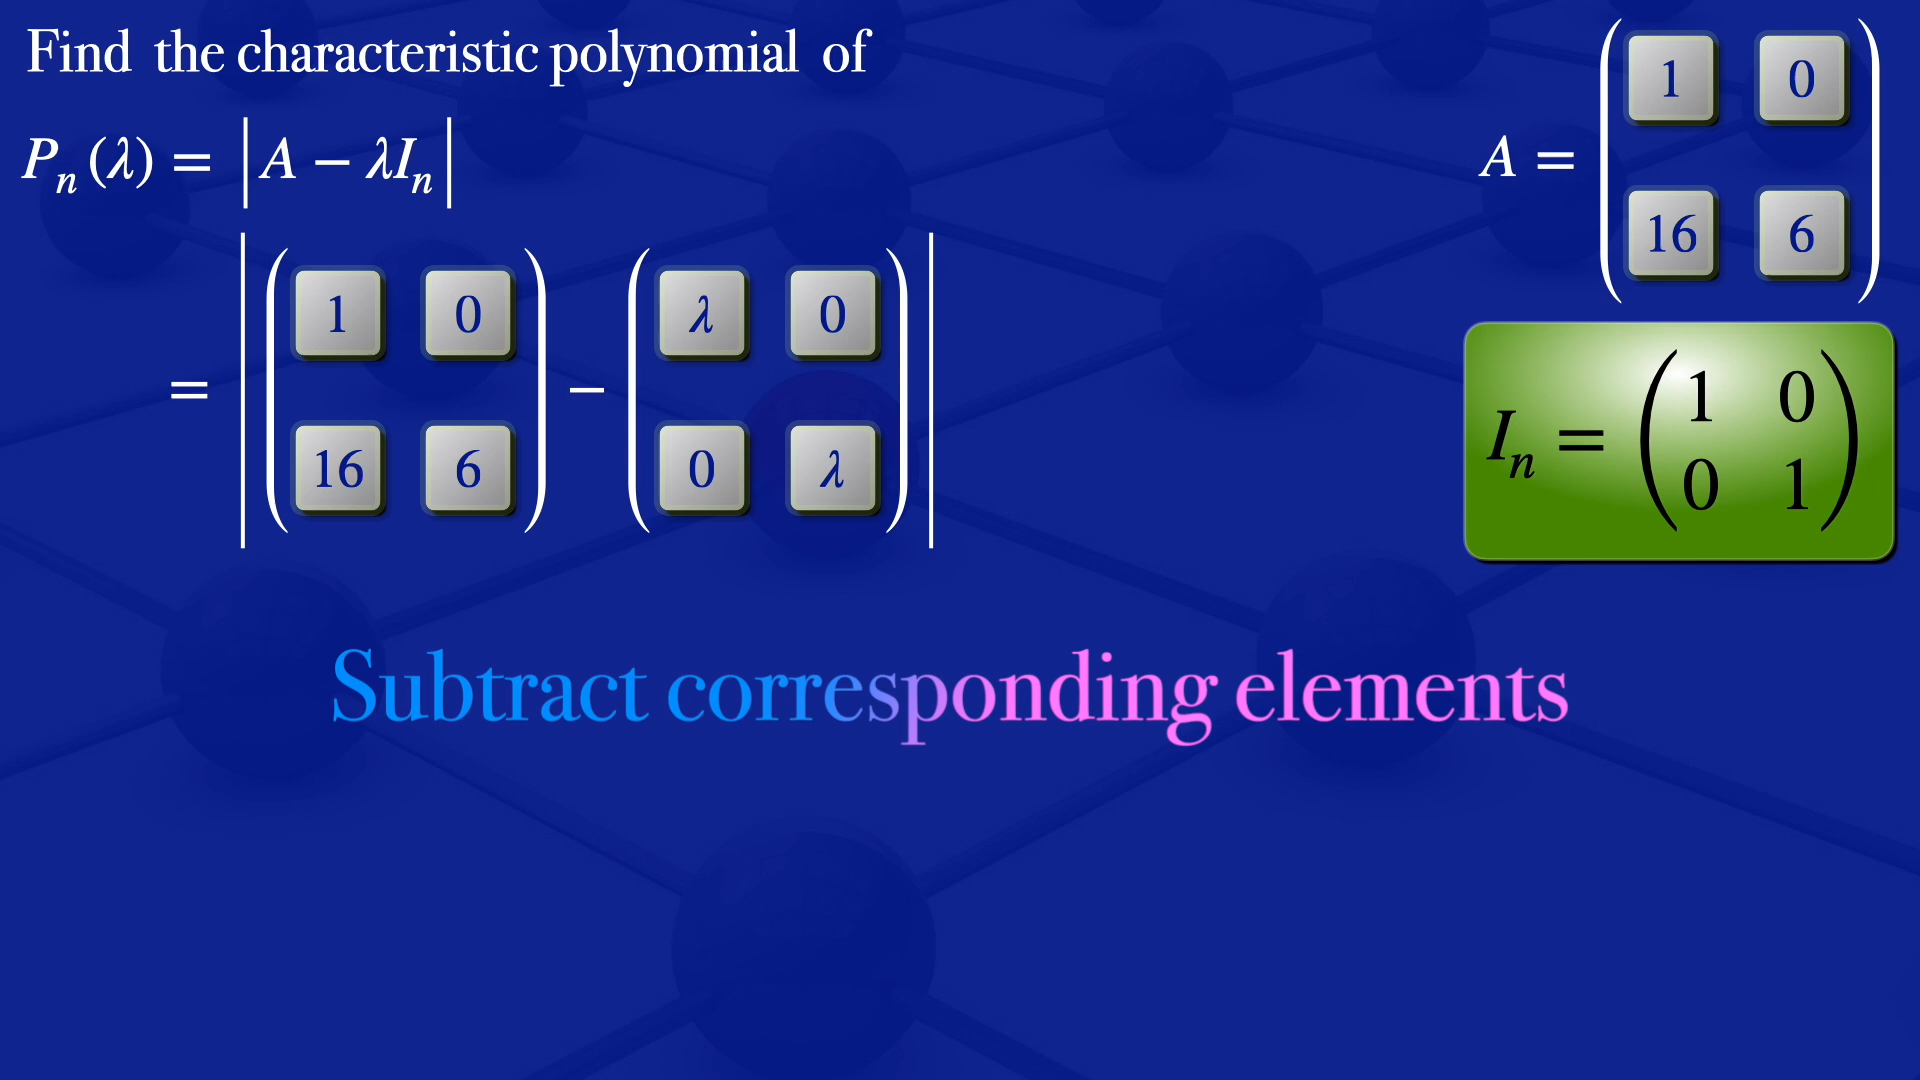 Find the characteristic polynomial of
Pₙ(λ) = |A − λIₙ|
= |(1 0
16 6) − (λ 0
0 λ)|
A = (1 0
16 6)
Iₙ = (1 0
0 1)
Subtract corresponding elements